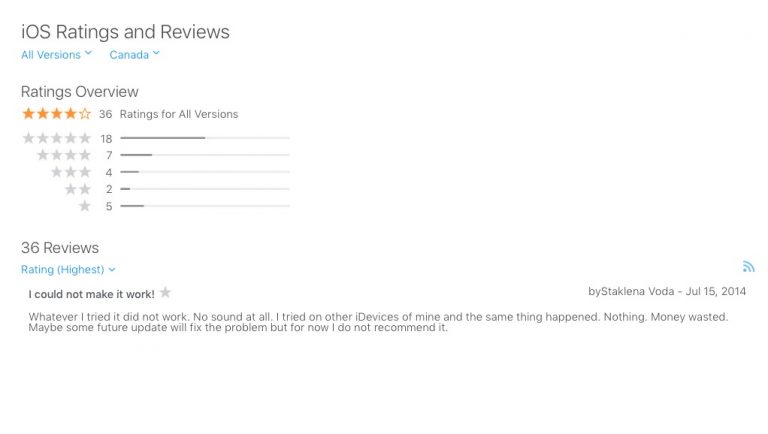 iOS Ratings and Reviews
All Versions Canada
Ratings Overview
36 Ratings for All Versions
18
7
4
2
5
36 Reviews
Rating (Highest)
I could not make it work! byStaklena Voda - Jul 15, 2014
Whatever I tried it did not work. No sound at all. I tried on other iDevices of mine and the same thing happened. Nothing. Money wasted.
Maybe some future update will fix the problem but for now I do not recommend it.